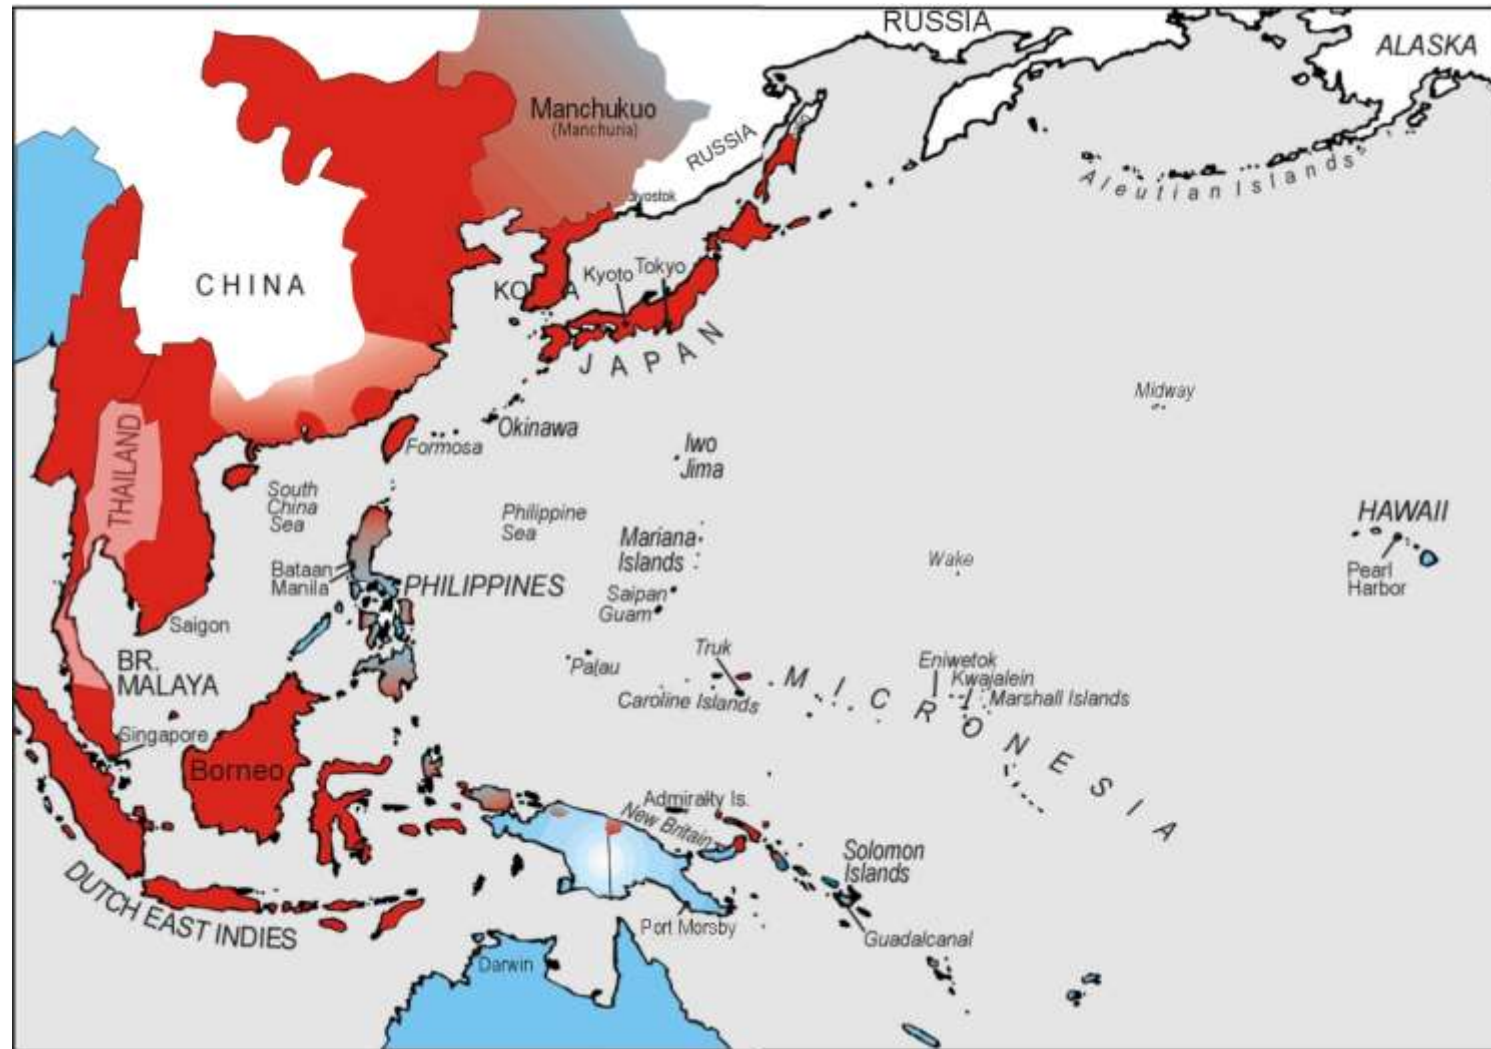 RUSSIA
ALASKA
Manchukuo
(Manchuria)
RUSSIA
Aleutian Islands
CHINA
Kyoto
Tokyo
JAPAN
Midway
THAILAND
Formosa
Okinawa
Iwo
Jima
South
China
Sea
Philippine
Sea
HAWAII
Mariana
Islands
Wake
Bataan
Manila
PHILIPPINES
Pearl
Harbor
Saipan
Guam
Saigon
Palau
Truk
BR.
MALAYA
Caroline Islands
MICRONESIA
Eniwetok
Kwajalein
Marshall Islands
Singapore
Borneo
Admiralty Is.
New Britain
Solomon
Islands
DUTCH EAST INDIES
Port Morsby
Guadalcanal
Darwin